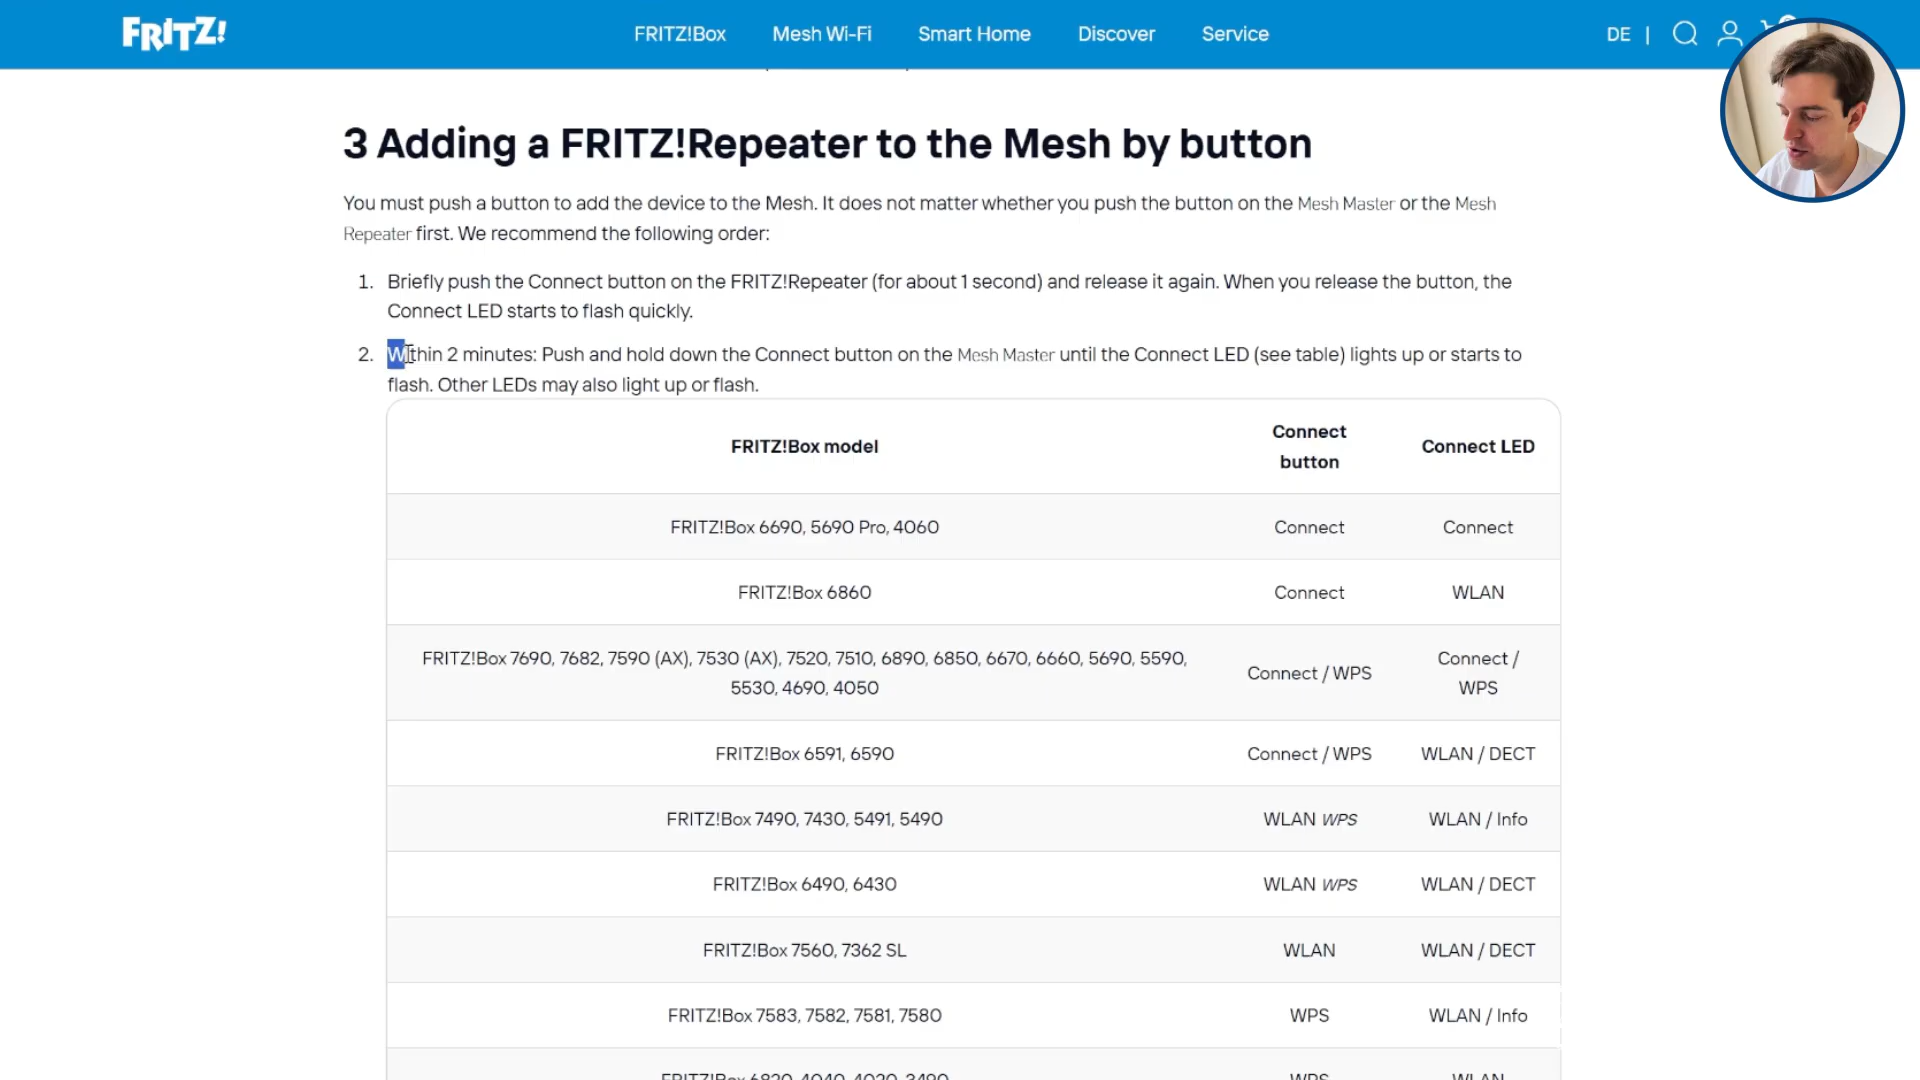 FRITZ!
FRITZ!Box
Mesh Wi-Fi
Smart Home
Discover
Service
DE |
3 Adding a FRITZ!Repeater to the Mesh by button
You must push a button to add the device to the Mesh. It does not matter whether you push the button on the Mesh Master or the Mesh
Repeater first. We recommend the following order:
1. Briefly push the Connect button on the FRITZ!Repeater (for about 1 second) and release it again. When you release the button, the
Connect LED starts to flash quickly.
2. Within 2 minutes: Push and hold down the Connect button on the Mesh Master until the Connect LED (see table) lights up or starts to
flash. Other LEDs may also light up or flash.
FRITZ!Box model
Connect
button
Connect LED
FRITZ!Box 6690, 5690 Pro, 4060
Connect
Connect
FRITZ!Box 6860
Connect
WLAN
FRITZ!Box 7690, 7682, 7590 (AX), 7530 (AX), 7520, 7510, 6890, 6850, 6670, 6660, 5690, 5590,
5530, 4690, 4050
Connect / WPS
Connect /
WPS
FRITZ!Box 6591, 6590
Connect / WPS
WLAN / DECT
FRITZ!Box 7490, 7430, 5491, 5490
WLAN WPS
WLAN / Info
FRITZ!Box 6490, 6430
WLAN WPS
WLAN / DECT
FRITZ!Box 7560, 7362 SL
WLAN
WLAN / DECT
FRITZ!Box 7583, 7582, 7581, 7580
WPS
WLAN / Info
FRITZ!Box 6820, 4040, 4020, 3490
WPS
WLAN